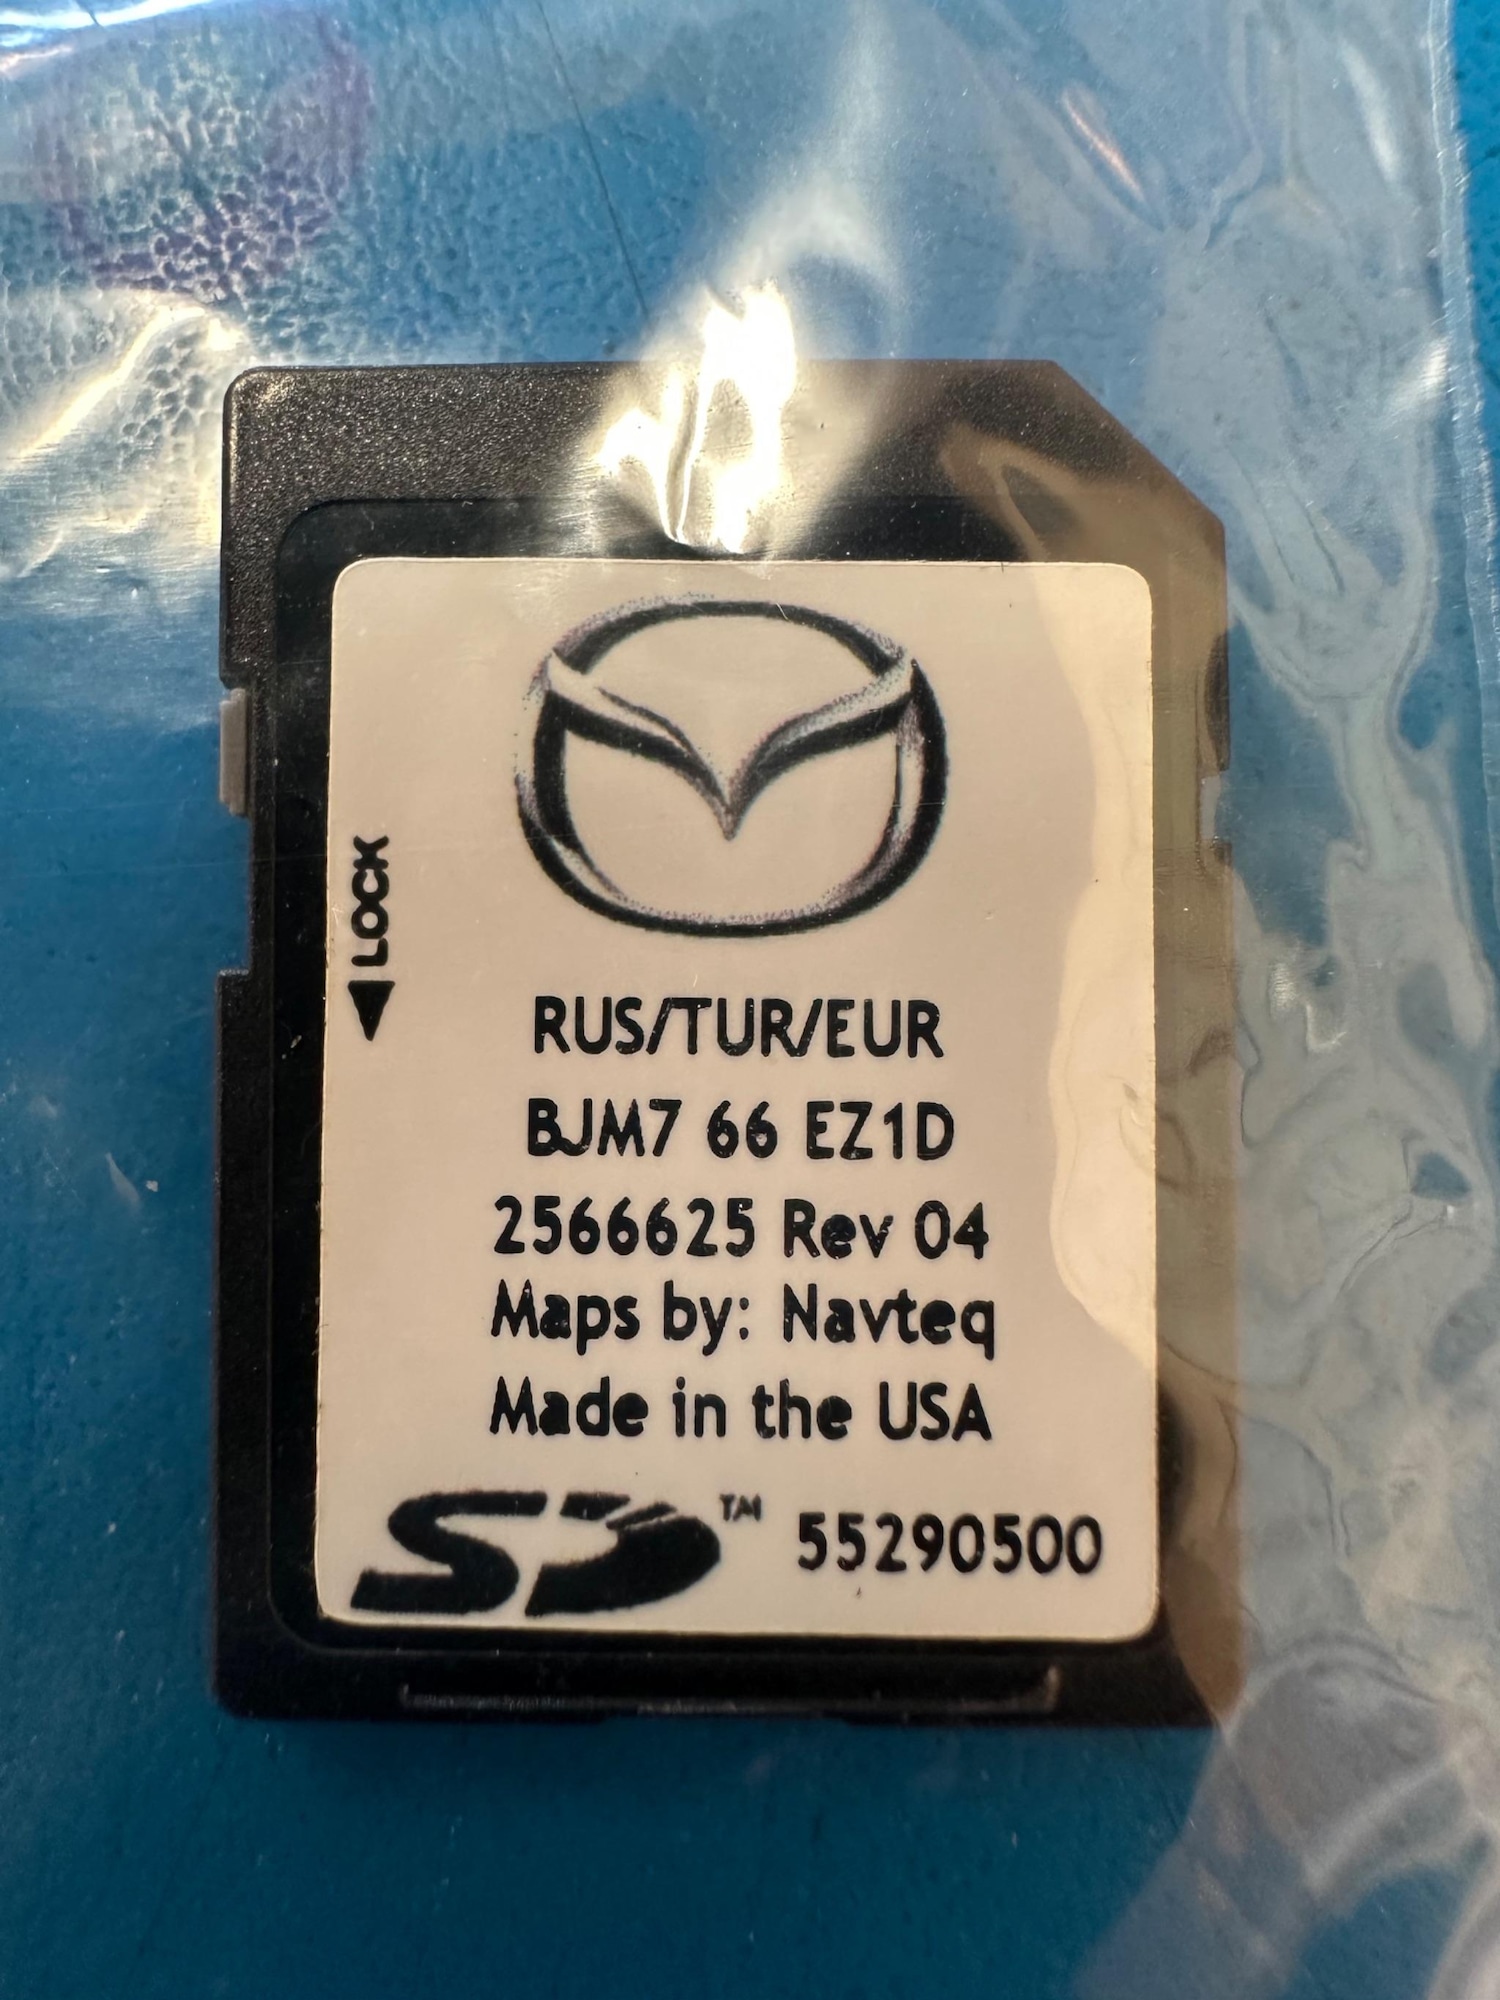 LOCK
RUS/TUR/EUR
BJM7 66 EZ1D
2566625 Rev 04
Maps by: Navteq
Made in the USA
SD™ 55290500